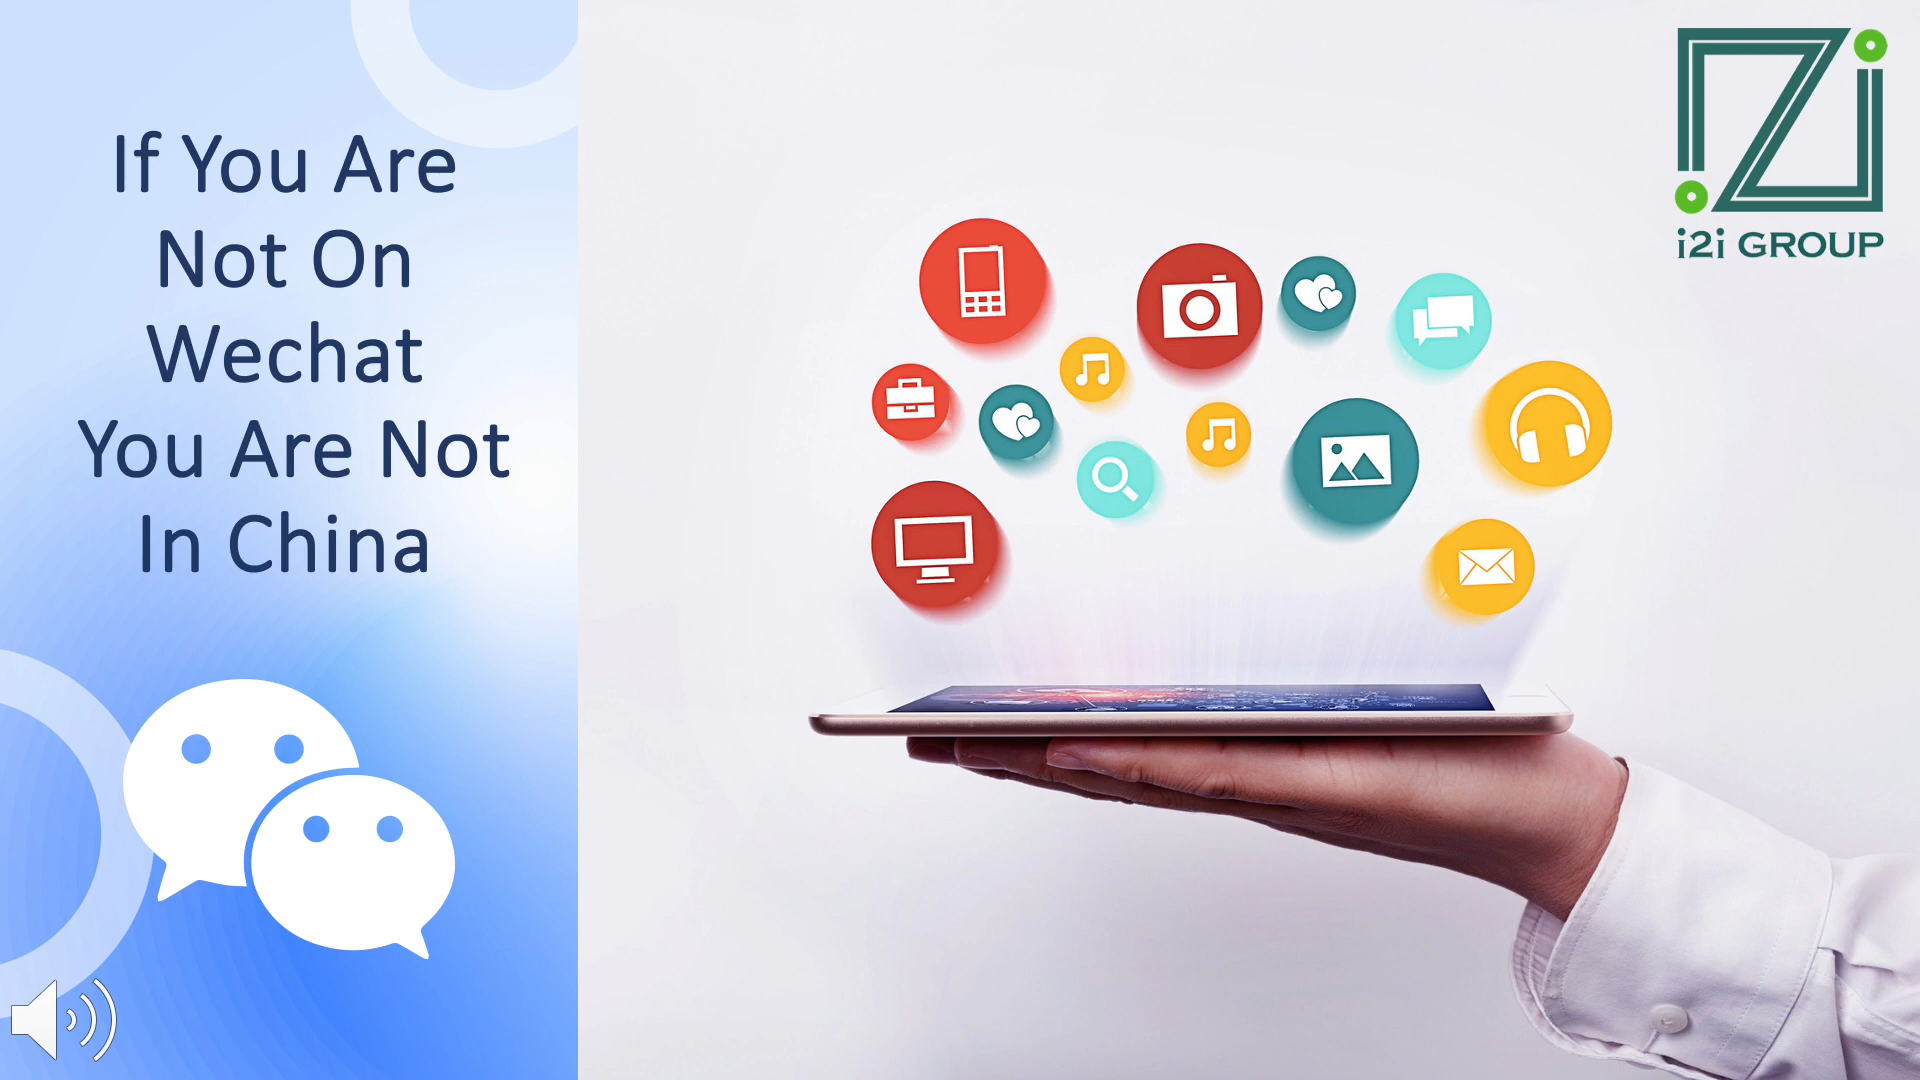 If You Are
Not On
Wechat
You Are Not
In China
i2i GROUP